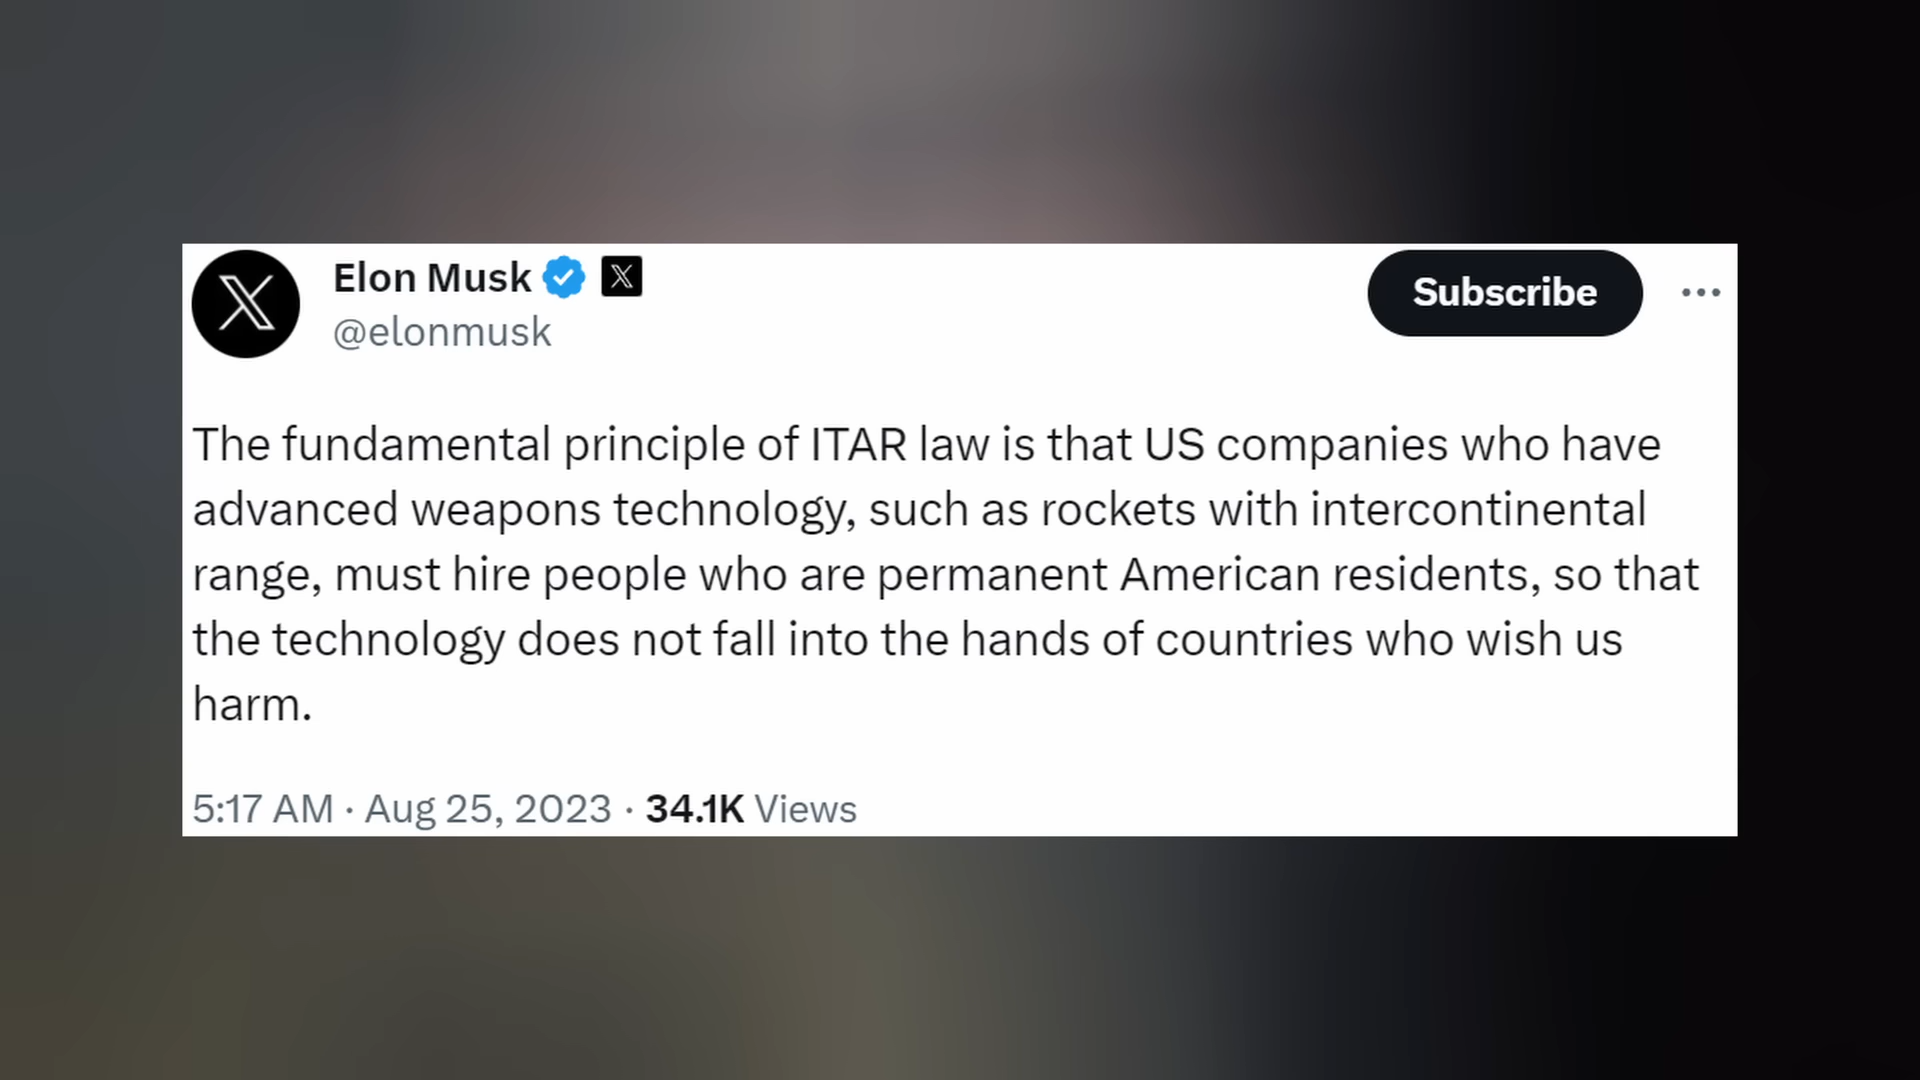 Elon Musk
@elonmusk
Subscribe
The fundamental principle of ITAR law is that US companies who have
advanced weapons technology, such as rockets with intercontinental
range, must hire people who are permanent American residents, so that
the technology does not fall into the hands of countries who wish us
harm.
5:17 AM · Aug 25, 2023 · 34.1K Views